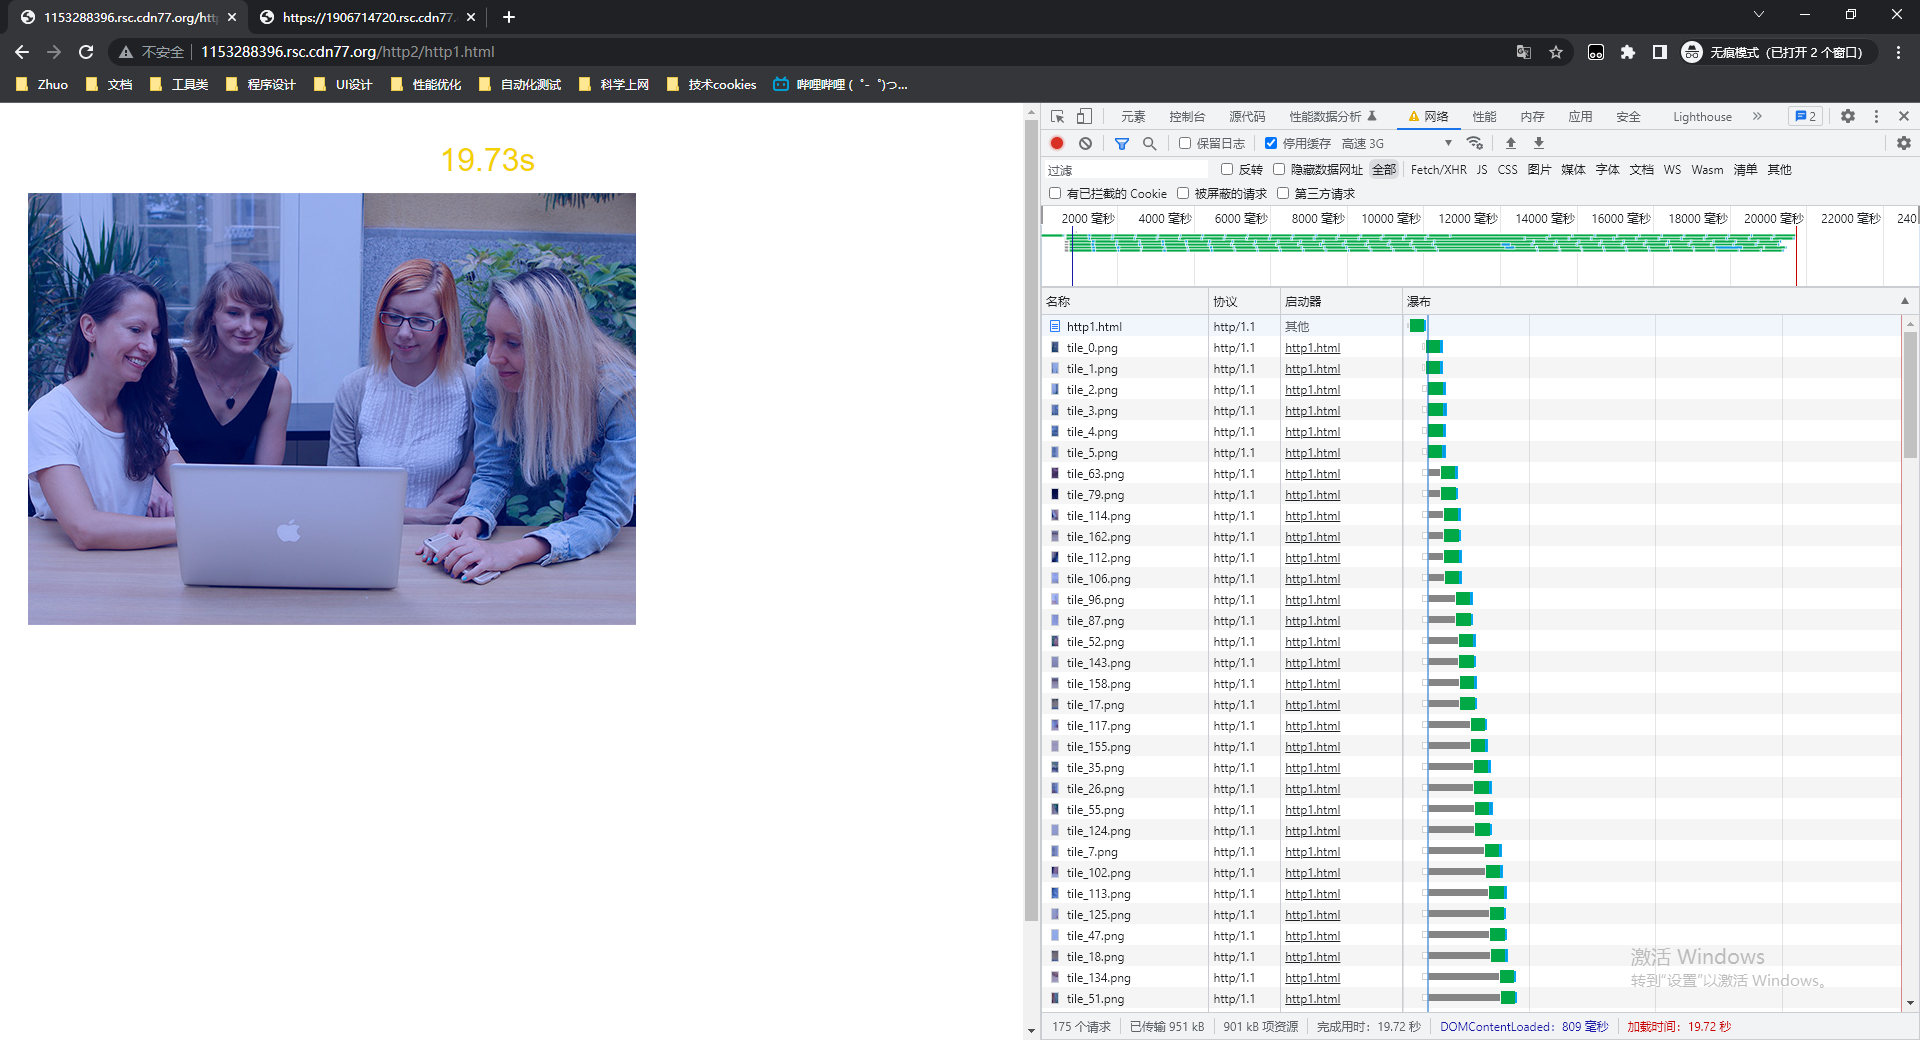 1153288396.rsc.cdn77.org/http
https://1906714720.rsc.cdn77.
不安全 1153288396.rsc.cdn77.org/http2/http1.html
无痕模式（已打开 2 个窗口）
Zhuo 文档 工具类 程序设计 UI设计 性能优化 自动化测试 科学上网 技术cookies 哔哩哔哩 (゜-゜)つ...
19.73s
元素 控制台 源代码 性能数据分析 网络 性能 内存 应用 安全 Lighthouse » 2
保留日志 停用缓存 高速 3G
过滤 反转 隐藏数据网址 全部 Fetch/XHR JS CSS 图片 媒体 字体 文档 WS Wasm 清单 其他
有已拦截的 Cookie 被屏蔽的请求 第三方请求
2000 毫秒 4000 毫秒 6000 毫秒 8000 毫秒 10000 毫秒 12000 毫秒 14000 毫秒 16000 毫秒 18000 毫秒 20000 毫秒 22000 毫秒 240
名称 协议 启动器 瀑布
http1.html http/1.1 其他
tile_0.png http/1.1 http1.html
tile_1.png http/1.1 http1.html
tile_2.png http/1.1 http1.html
tile_3.png http/1.1 http1.html
tile_4.png http/1.1 http1.html
tile_5.png http/1.1 http1.html
tile_63.png http/1.1 http1.html
tile_79.png http/1.1 http1.html
tile_114.png http/1.1 http1.html
tile_162.png http/1.1 http1.html
tile_112.png http/1.1 http1.html
tile_106.png http/1.1 http1.html
tile_96.png http/1.1 http1.html
tile_87.png http/1.1 http1.html
tile_52.png http/1.1 http1.html
tile_143.png http/1.1 http1.html
tile_158.png http/1.1 http1.html
tile_17.png http/1.1 http1.html
tile_117.png http/1.1 http1.html
tile_155.png http/1.1 http1.html
tile_35.png http/1.1 http1.html
tile_26.png http/1.1 http1.html
tile_55.png http/1.1 http1.html
tile_124.png http/1.1 http1.html
tile_7.png http/1.1 http1.html
tile_102.png http/1.1 http1.html
tile_113.png http/1.1 http1.html
tile_125.png http/1.1 http1.html
tile_47.png http/1.1 http1.html
tile_18.png http/1.1 http1.html
tile_134.png http/1.1 http1.html
tile_51.png http/1.1 http1.html
激活 Windows
转到“设置”以激活 Windows。
175 个请求 已传输 951 kB 901 kB 项资源 完成用时：19.72 秒 DOMContentLoaded：809 毫秒 加载时间：19.72 秒